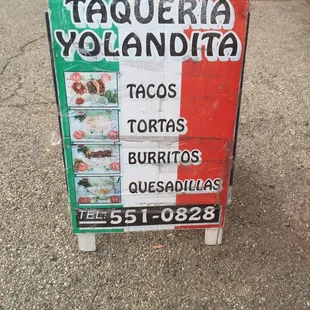 TAQUERIA
YOLANDITA
TACOS
TORTAS
BURRITOS
QUESADILLAS
TEL: 551-0828